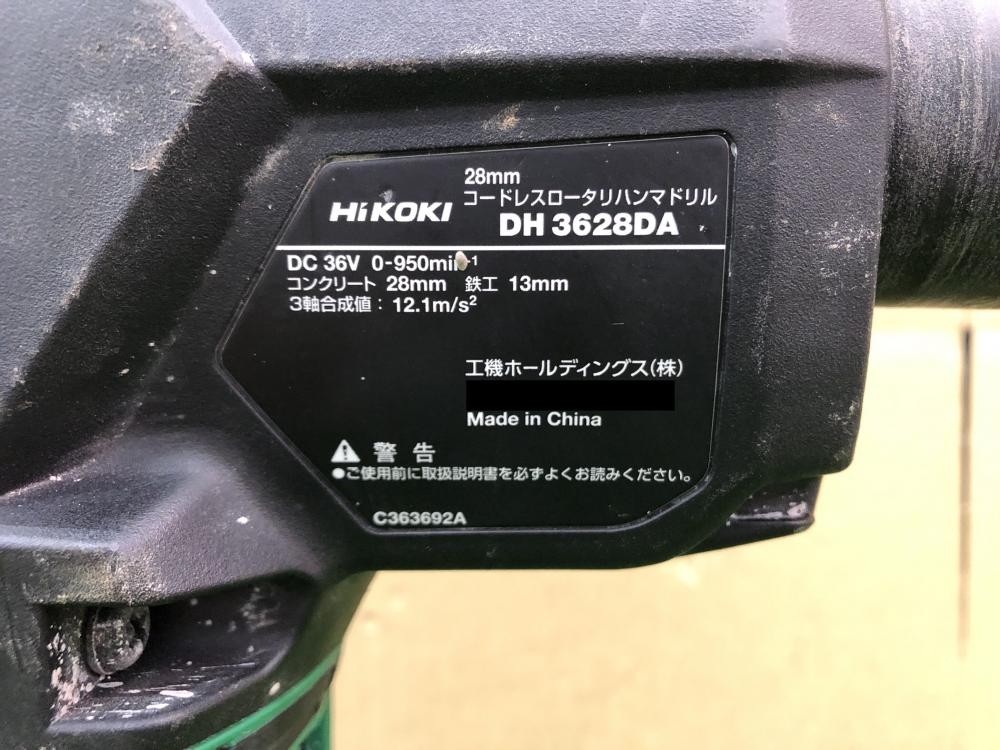 28mm
コードレスロータリハンマドリル
HiKOKI DH 3628DA
DC 36V 0-950min⁻¹
コンクリート 28mm 鉄工 13mm
3軸合成値：12.1m/s²
工機ホールディングス(株)
Made in China
警告
●ご使用前に取扱説明書を必ずよくお読みください。
C363692A